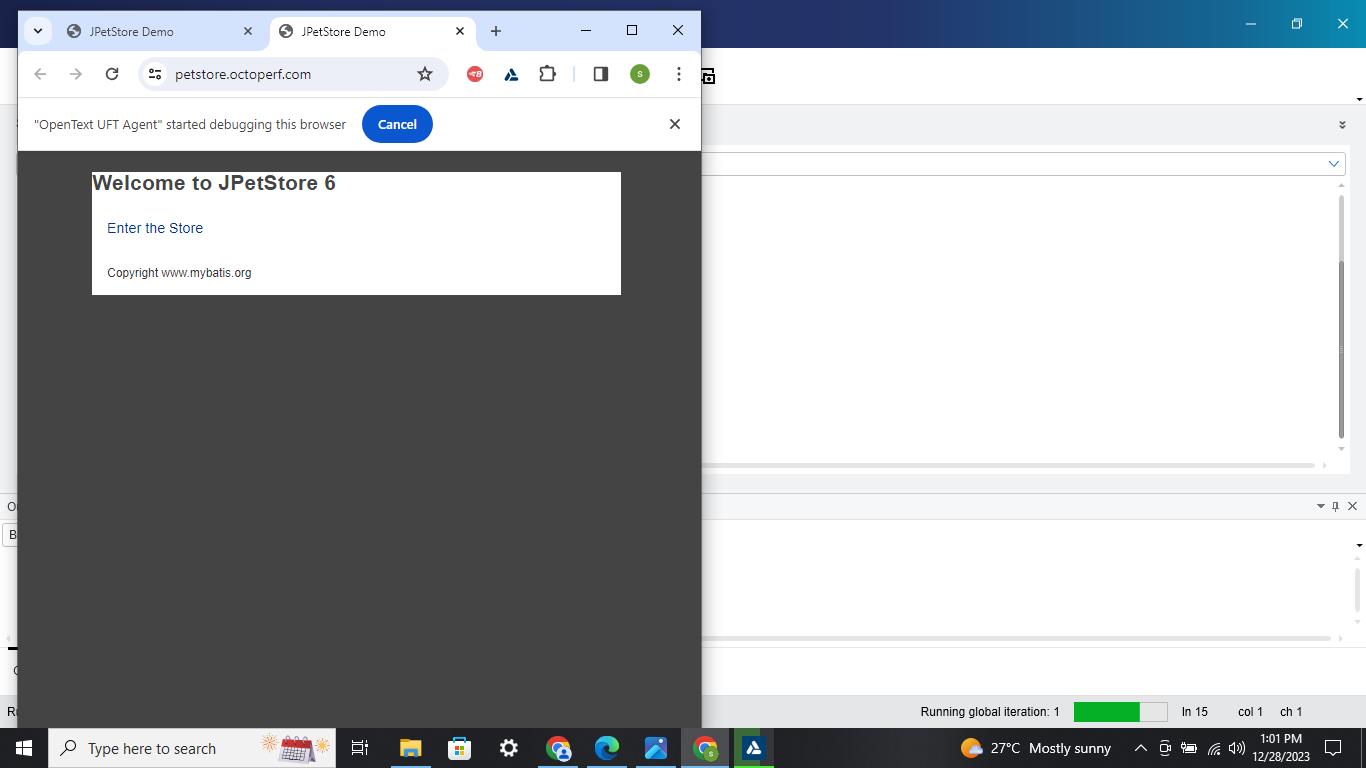 JPetStore Demo
JPetStore Demo
petstore.octoperf.com
S
"OpenText UFT Agent" started debugging this browser
Cancel
Welcome to JPetStore 6
Enter the Store
Copyright www.mybatis.org
B
Running global iteration: 1
ln 15
col 1
ch 1
Type here to search
27°C Mostly sunny
1:01 PM
12/28/2023